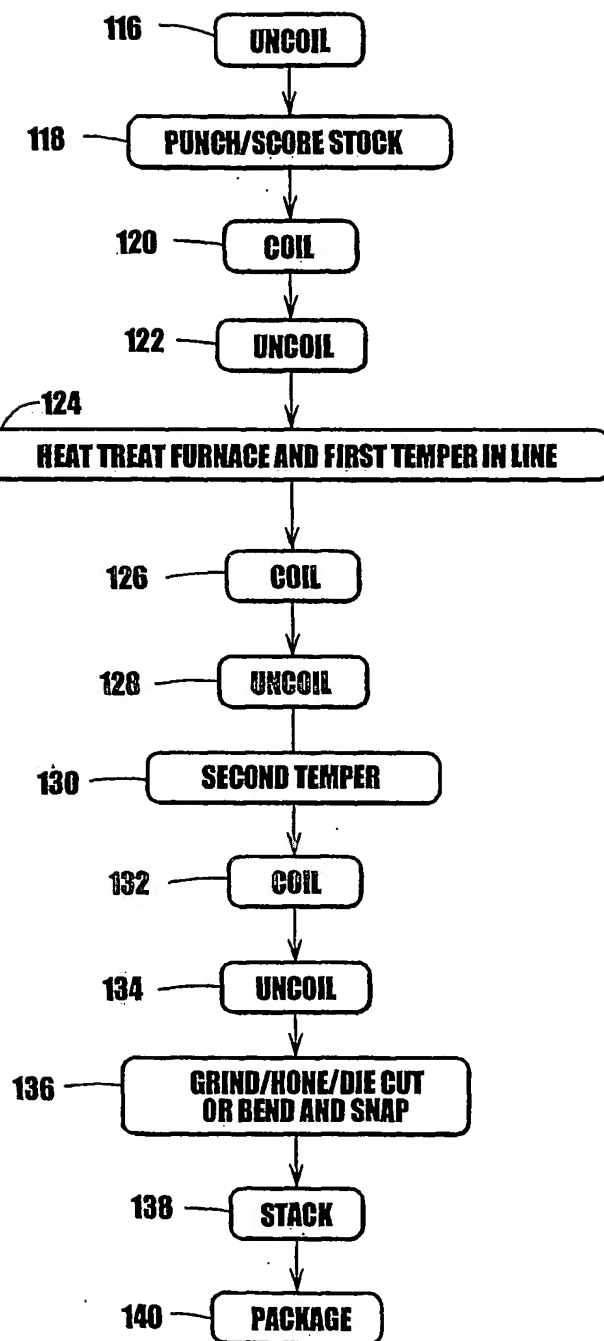 116 UNCOIL
118 PUNCH/SCORE STOCK
120 COIL
122 UNCOIL
124
HEAT TREAT FURNACE AND FIRST TEMPER IN LINE
126 COIL
128 UNCOIL
130 SECOND TEMPER
132 COIL
134 UNCOIL
136 GRIND/HONE/DIE CUT
OR BEND AND SNAP
138 STACK
140 PACKAGE